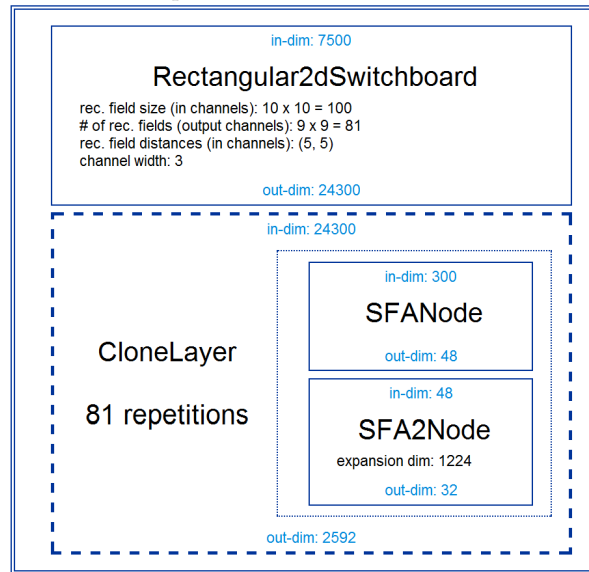 in-dim: 7500
Rectangular2dSwitchboard
rec. field size (in channels): 10 x 10 = 100
# of rec. fields (output channels): 9 x 9 = 81
rec. field distances (in channels): (5, 5)
channel width: 3
out-dim: 24300
in-dim: 24300
in-dim: 300
SFANode
out-dim: 48
CloneLayer
81 repetitions
in-dim: 48
SFA2Node
expansion dim: 1224
out-dim: 32
out-dim: 2592